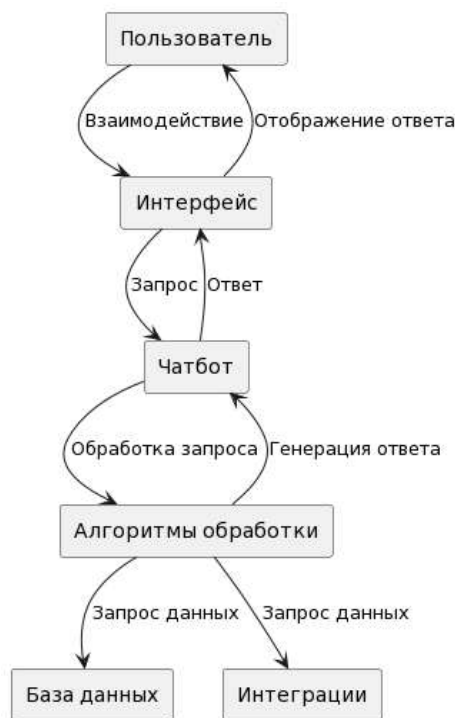 Пользователь
Взаимодействие
Отображение ответа
Интерфейс
Запрос
Ответ
Чатбот
Обработка запроса
Генерация ответа
Алгоритмы обработки
Запрос данных
Запрос данных
База данных
Интеграции